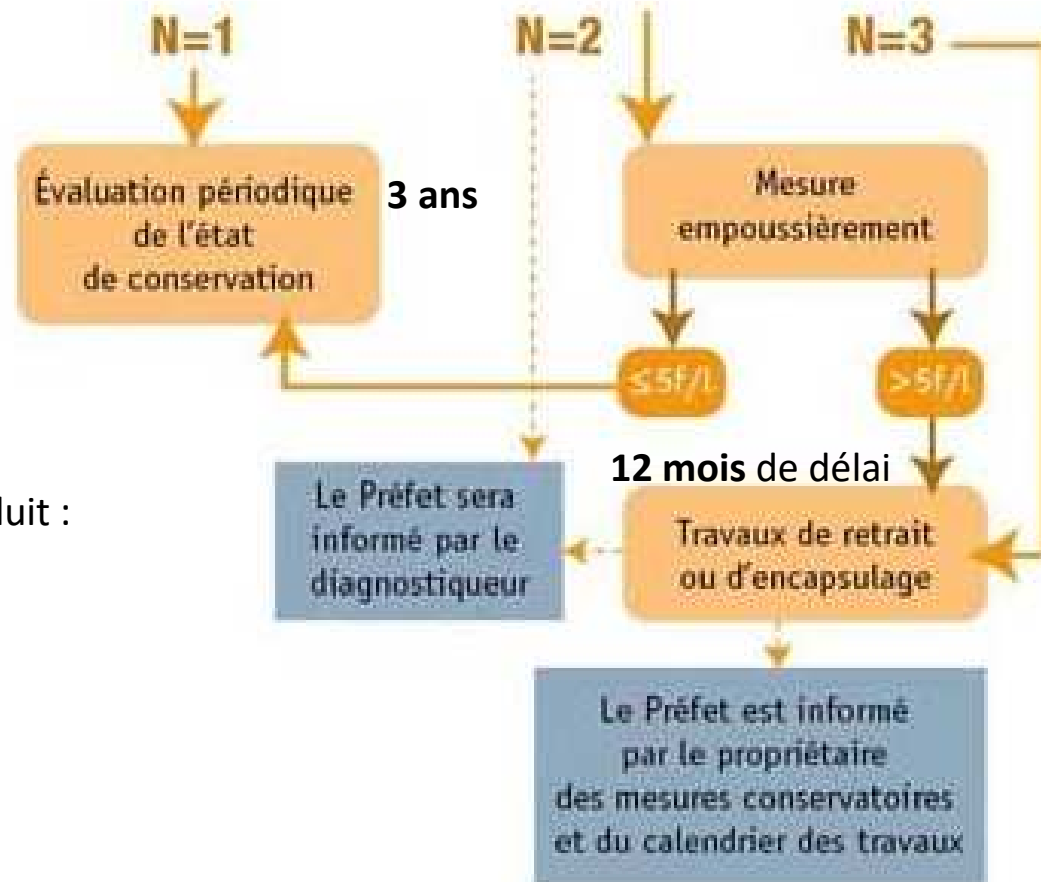 N=1
N=2
N=3
Évaluation périodique
de l'état
de conservation
3 ans
Mesure
empoussièrement
≤5f/l
>5f/l
12 mois de délai
luit :
Le Préfet sera
informé par le
diagnostiqueur
Travaux de retrait
ou d'encapsulage
Le Préfet est informé
par le propriétaire
des mesures conservatoires
et du calendrier des travaux